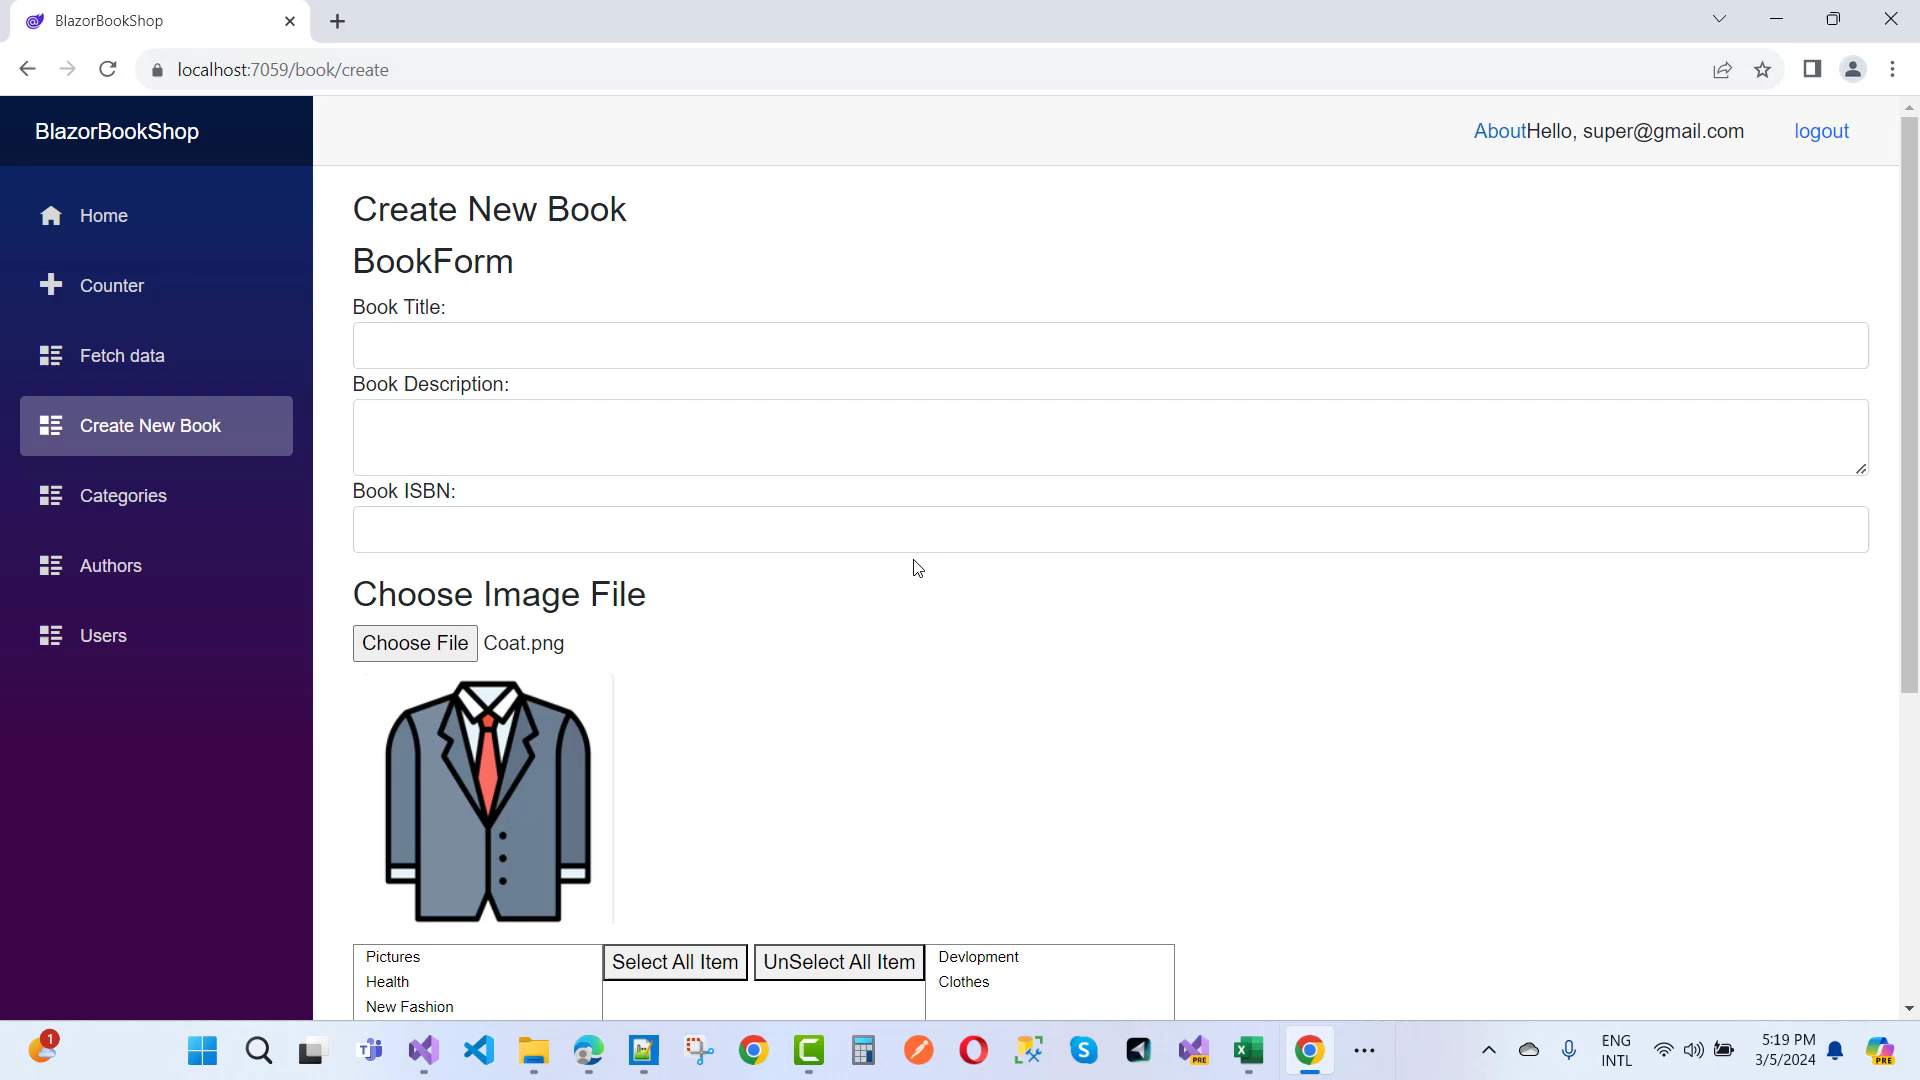 BlazorBookShop
localhost:7059/book/create
BlazorBookShop
AboutHello, super@gmail.com
logout
Home
Counter
Fetch data
Create New Book
Categories
Authors
Users
Create New Book
BookForm
Book Title:
Book Description:
Book ISBN:
Choose Image File
Choose File Coat.png
Pictures
Health
New Fashion
Select All Item
UnSelect All Item
Devlopment
Clothes
1
PRE
ENG
INTL
5:19 PM
3/5/2024
PRE